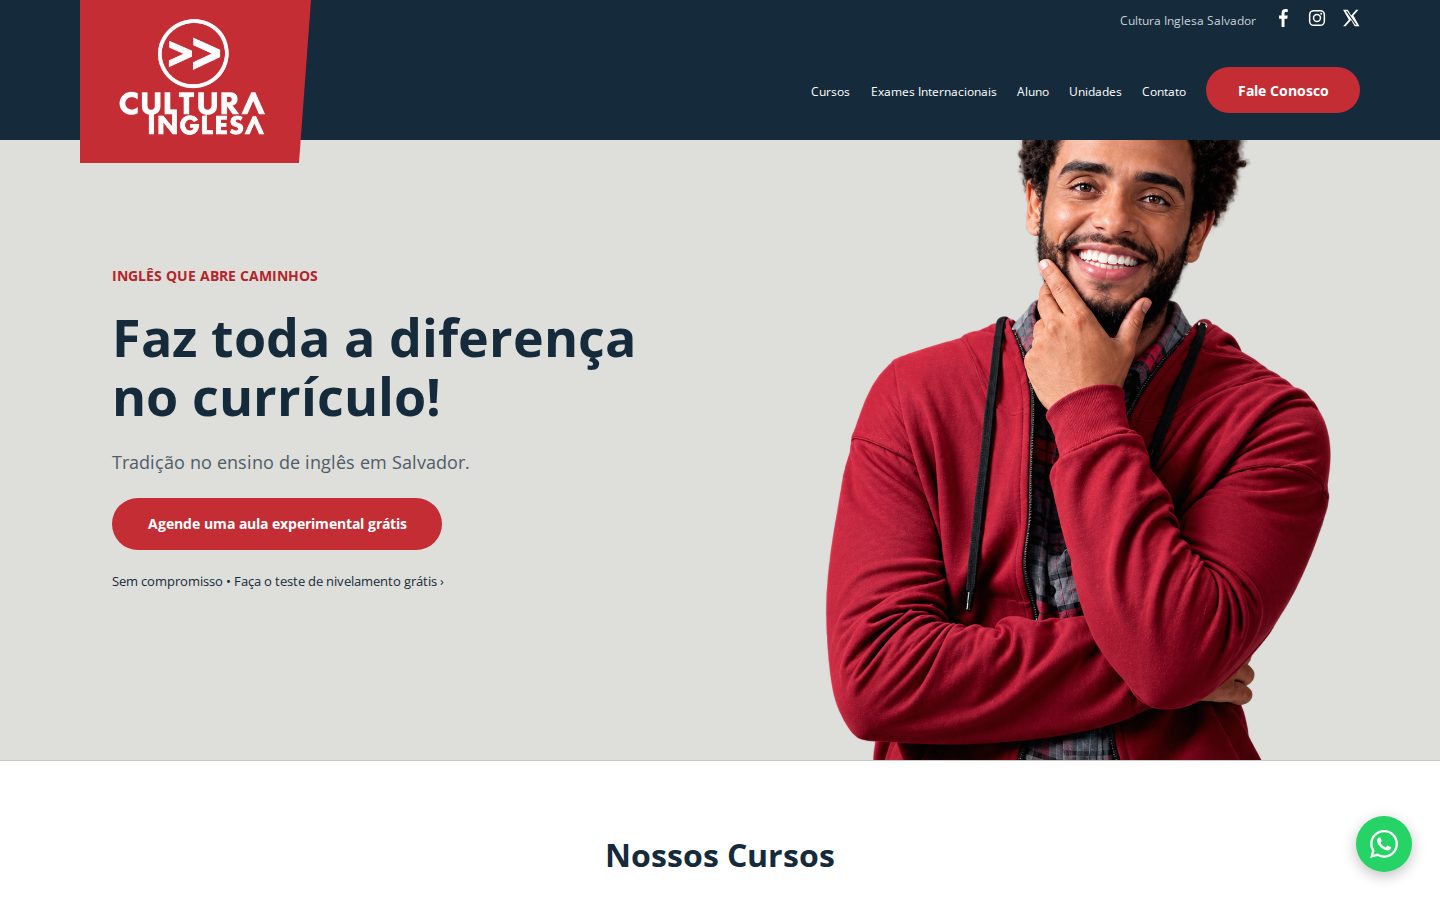 CULTURA
INGLESA
Cultura Inglesa Salvador
Cursos Exames Internacionais Aluno Unidades Contato Fale Conosco
INGLÊS QUE ABRE CAMINHOS
Faz toda a diferença
no currículo!
Tradição no ensino de inglês em Salvador.
Agende uma aula experimental grátis
Sem compromisso • Faça o teste de nivelamento grátis ›
Nossos Cursos